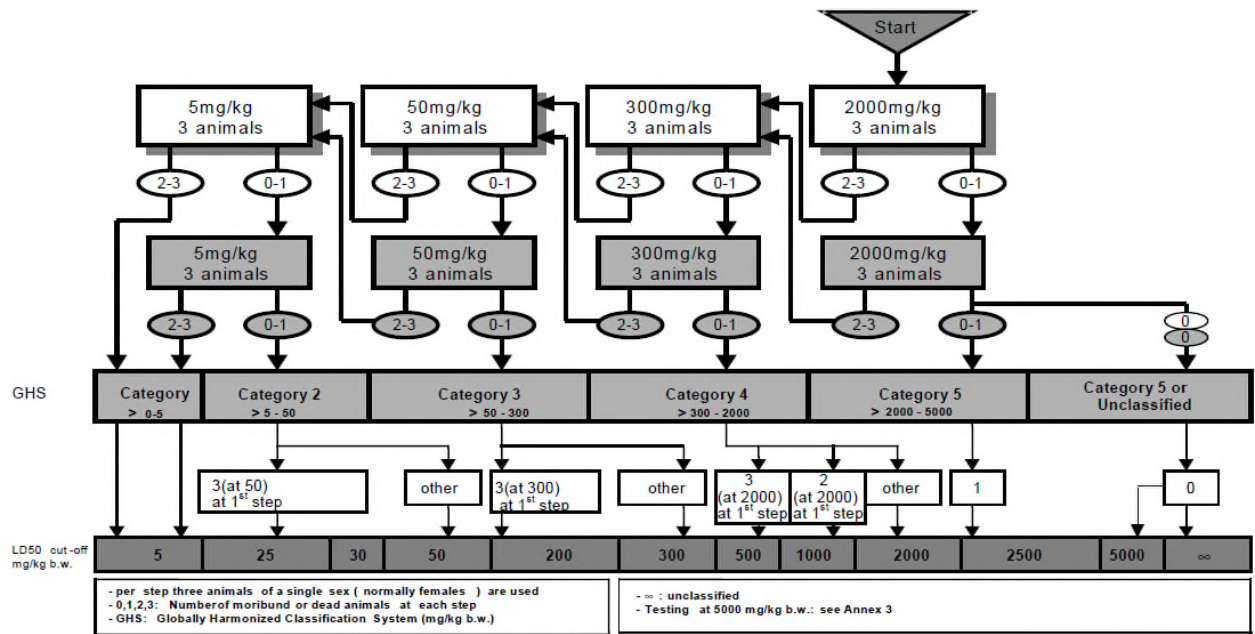 Start
5mg/kg
3 animals
50mg/kg
3 animals
300mg/kg
3 animals
2000mg/kg
3 animals
2-3
0-1
2-3
0-1
2-3
0-1
2-3
0-1
5mg/kg
3 animals
50mg/kg
3 animals
300mg/kg
3 animals
2000mg/kg
3 animals
2-3
0-1
2-3
0-1
2-3
0-1
2-3
0-1
0
0
GHS
Category
> 0-5
Category 2
> 5 - 50
Category 3
> 50 - 300
Category 4
> 300 - 2000
Category 5
> 2000 - 5000
Category 5 or
Unclassified
3(at 50)
at 1st step
other
3(at 300)
at 1st step
other
3
(at 2000)
at 1st step
2
(at 2000)
at 1st step
other
1
0
LD50 cut-off
mg/kg b.w.
5
25
30
50
200
300
500
1000
2000
2500
5000
∞
- per step three animals of a single sex ( normally females ) are used
- 0,1,2,3: Numberof moribund or dead animals at each step
- GHS: Globally Harmonized Classification System (mg/kg b.w.)
- ∞ : unclassified
- Testing at 5000 mg/kg b.w.: see Annex 3